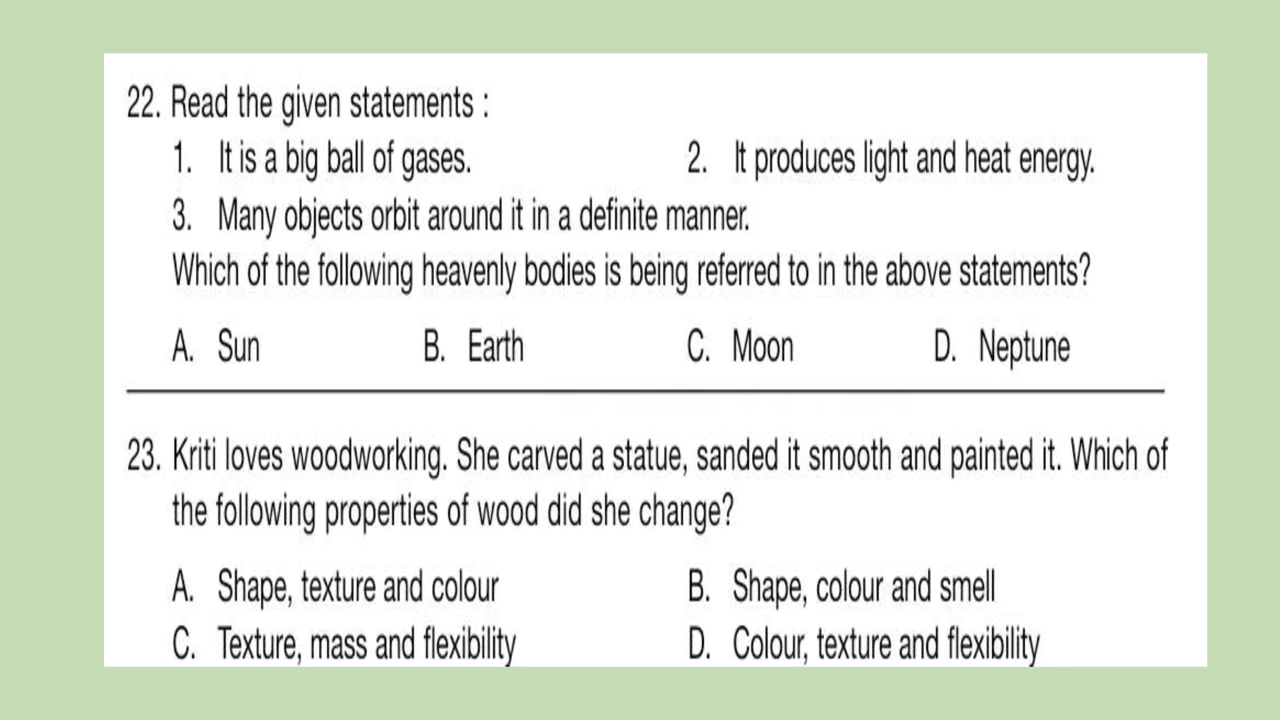 22. Read the given statements :
1. It is a big ball of gases. 2. It produces light and heat energy.
3. Many objects orbit around it in a definite manner.
Which of the following heavenly bodies is being referred to in the above statements?
A. Sun B. Earth C. Moon D. Neptune
23. Kriti loves woodworking. She carved a statue, sanded it smooth and painted it. Which of
the following properties of wood did she change?
A. Shape, texture and colour B. Shape, colour and smell
C. Texture, mass and flexibility D. Colour, texture and flexibility